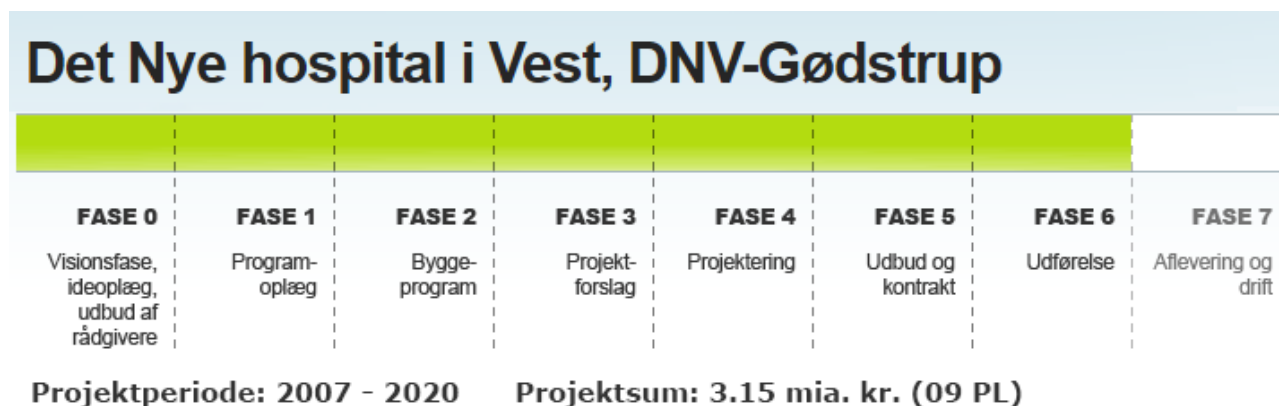 Det Nye hospital i Vest, DNV-Gødstrup
FASE 0
Visionsfase,
ideoplæg,
udbud af
rådgivere
FASE 1
Program-
oplæg
FASE 2
Bygge-
program
FASE 3
Projekt-
forslag
FASE 4
Projektering
FASE 5
Udbud og
kontrakt
FASE 6
Udførelse
FASE 7
Aflevering og
drift
Projektperiode: 2007 - 2020 Projektsum: 3.15 mia. kr. (09 PL)